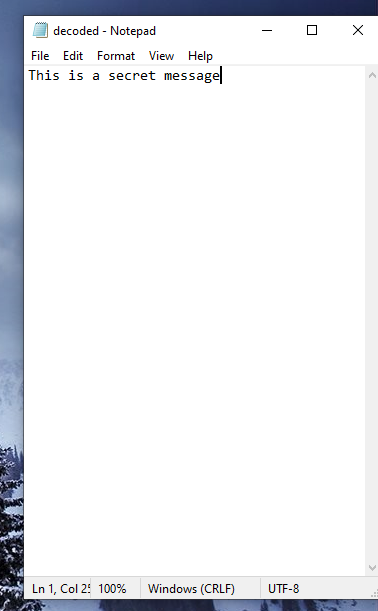 decoded - Notepad
File Edit Format View Help
This is a secret message
Ln 1, Col 25 100% Windows (CRLF) UTF-8